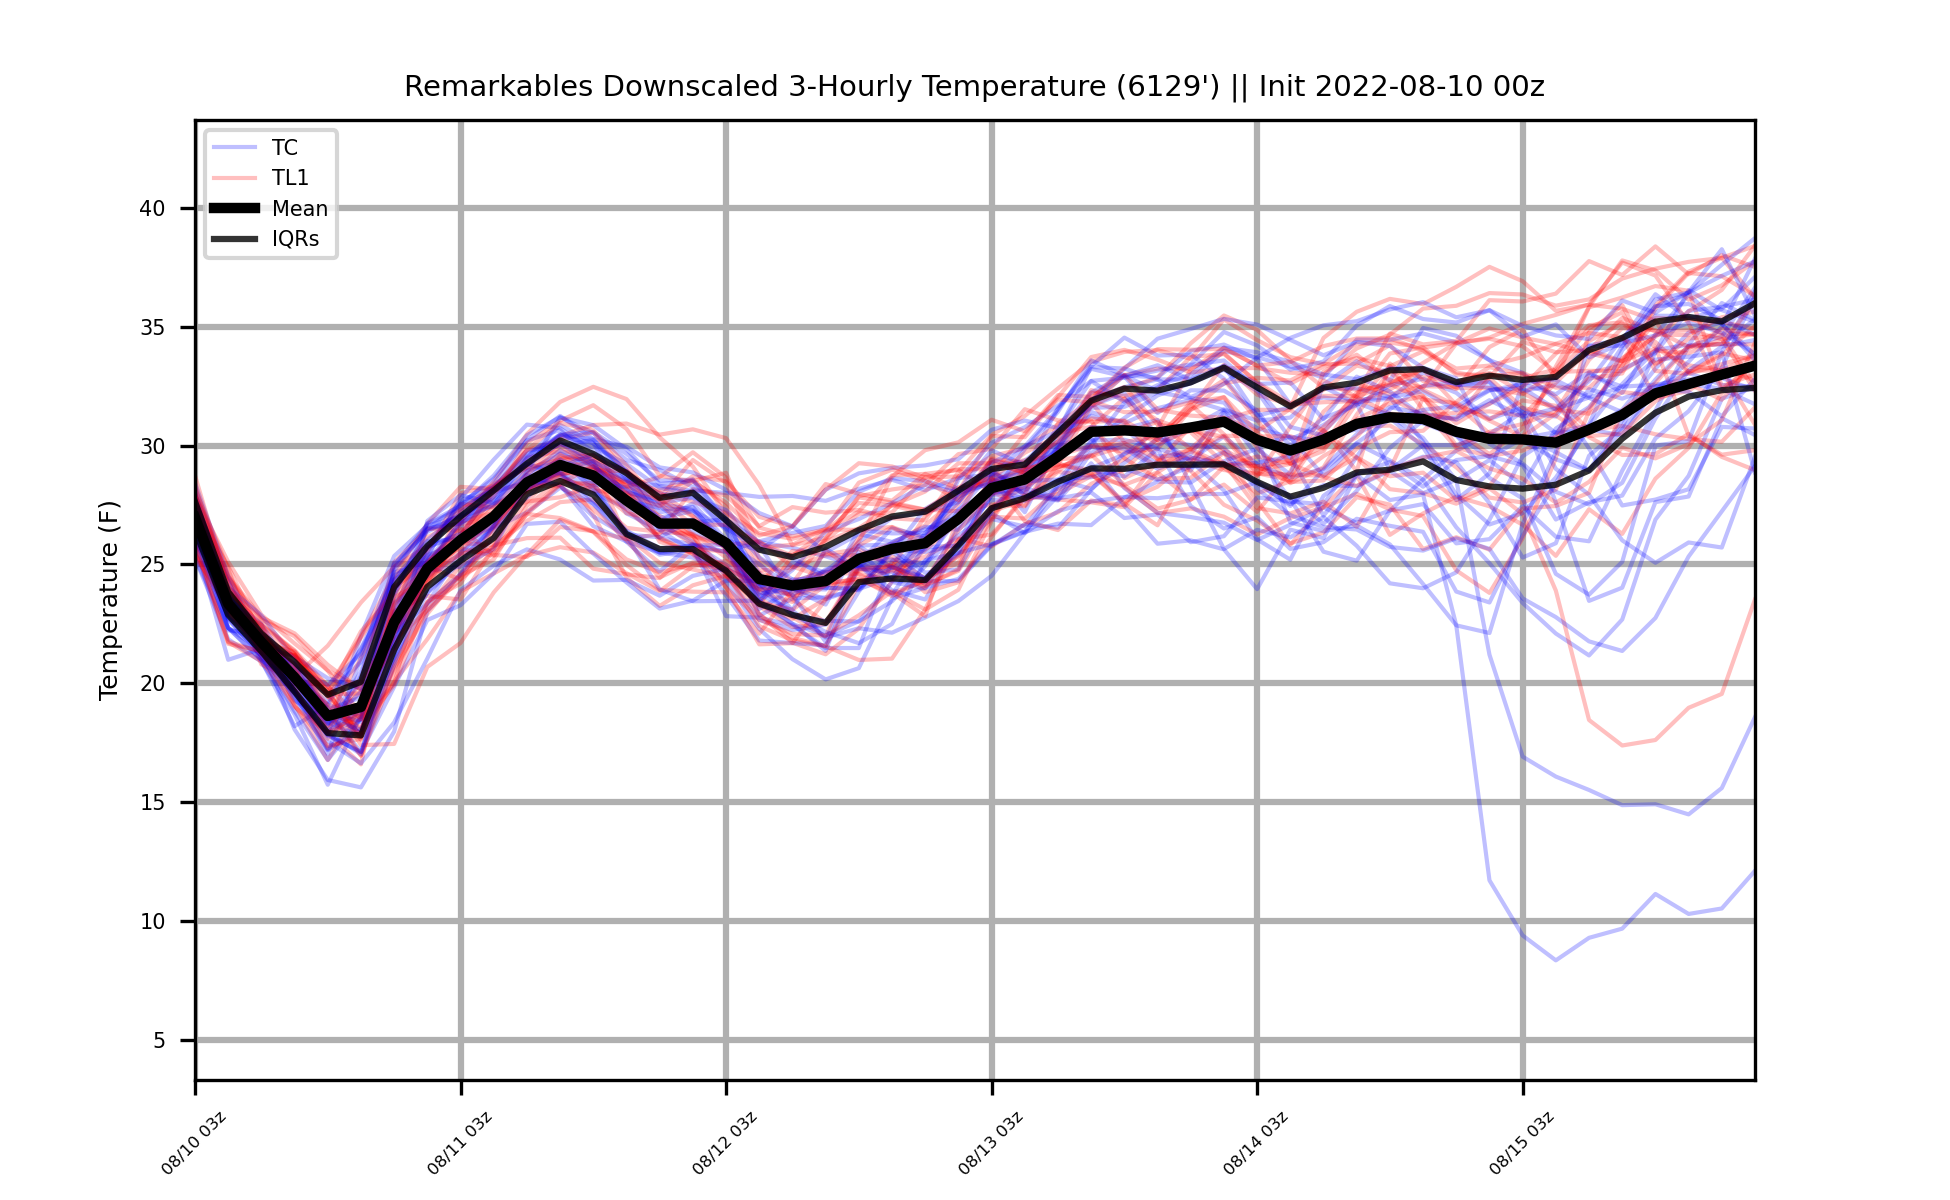 Remarkables Downscaled 3-Hourly Temperature (6129') || Init 2022-08-10 00z
TC
TL1
Mean
IQRs
Temperature (F)
40
35
30
25
20
15
10
5
08/10 03z
08/11 03z
08/12 03z
08/13 03z
08/14 03z
08/15 03z